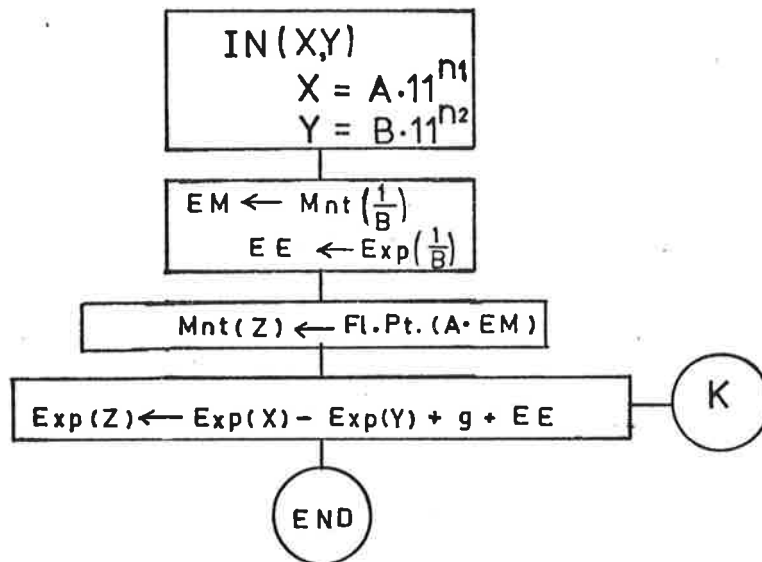 IN(X,Y)
X = A·11^n1
Y = B·11^n2
EM ← Mnt(1/B)
EE ← Exp(1/B)
Mnt(Z) ← Fl.Pt.(A·EM)
Exp(Z) ← Exp(X) − Exp(Y) + g + EE
K
END